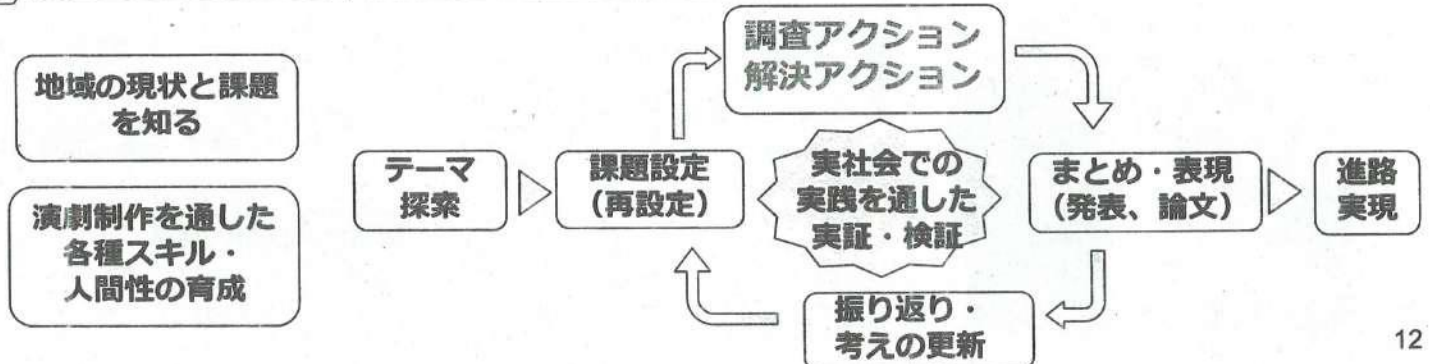 地域の現状と課題
を知る
演劇制作を通した
各種スキル・
人間性の育成
テーマ
探索
課題設定
(再設定)
調査アクション
解決アクション
実社会での
実践を通した
実証・検証
まとめ・表現
(発表、論文)
進路
実現
振り返り・
考えの更新
12